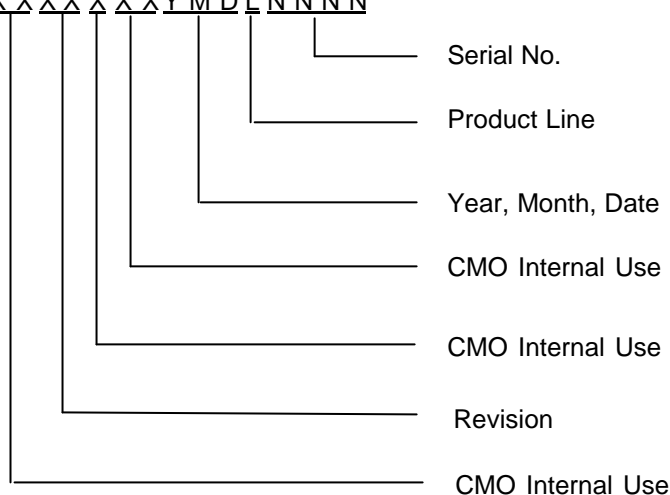 X X X X X X X Y M D L N N N N
Serial No.
Product Line
Year, Month, Date
CMO Internal Use
CMO Internal Use
Revision
CMO Internal Use